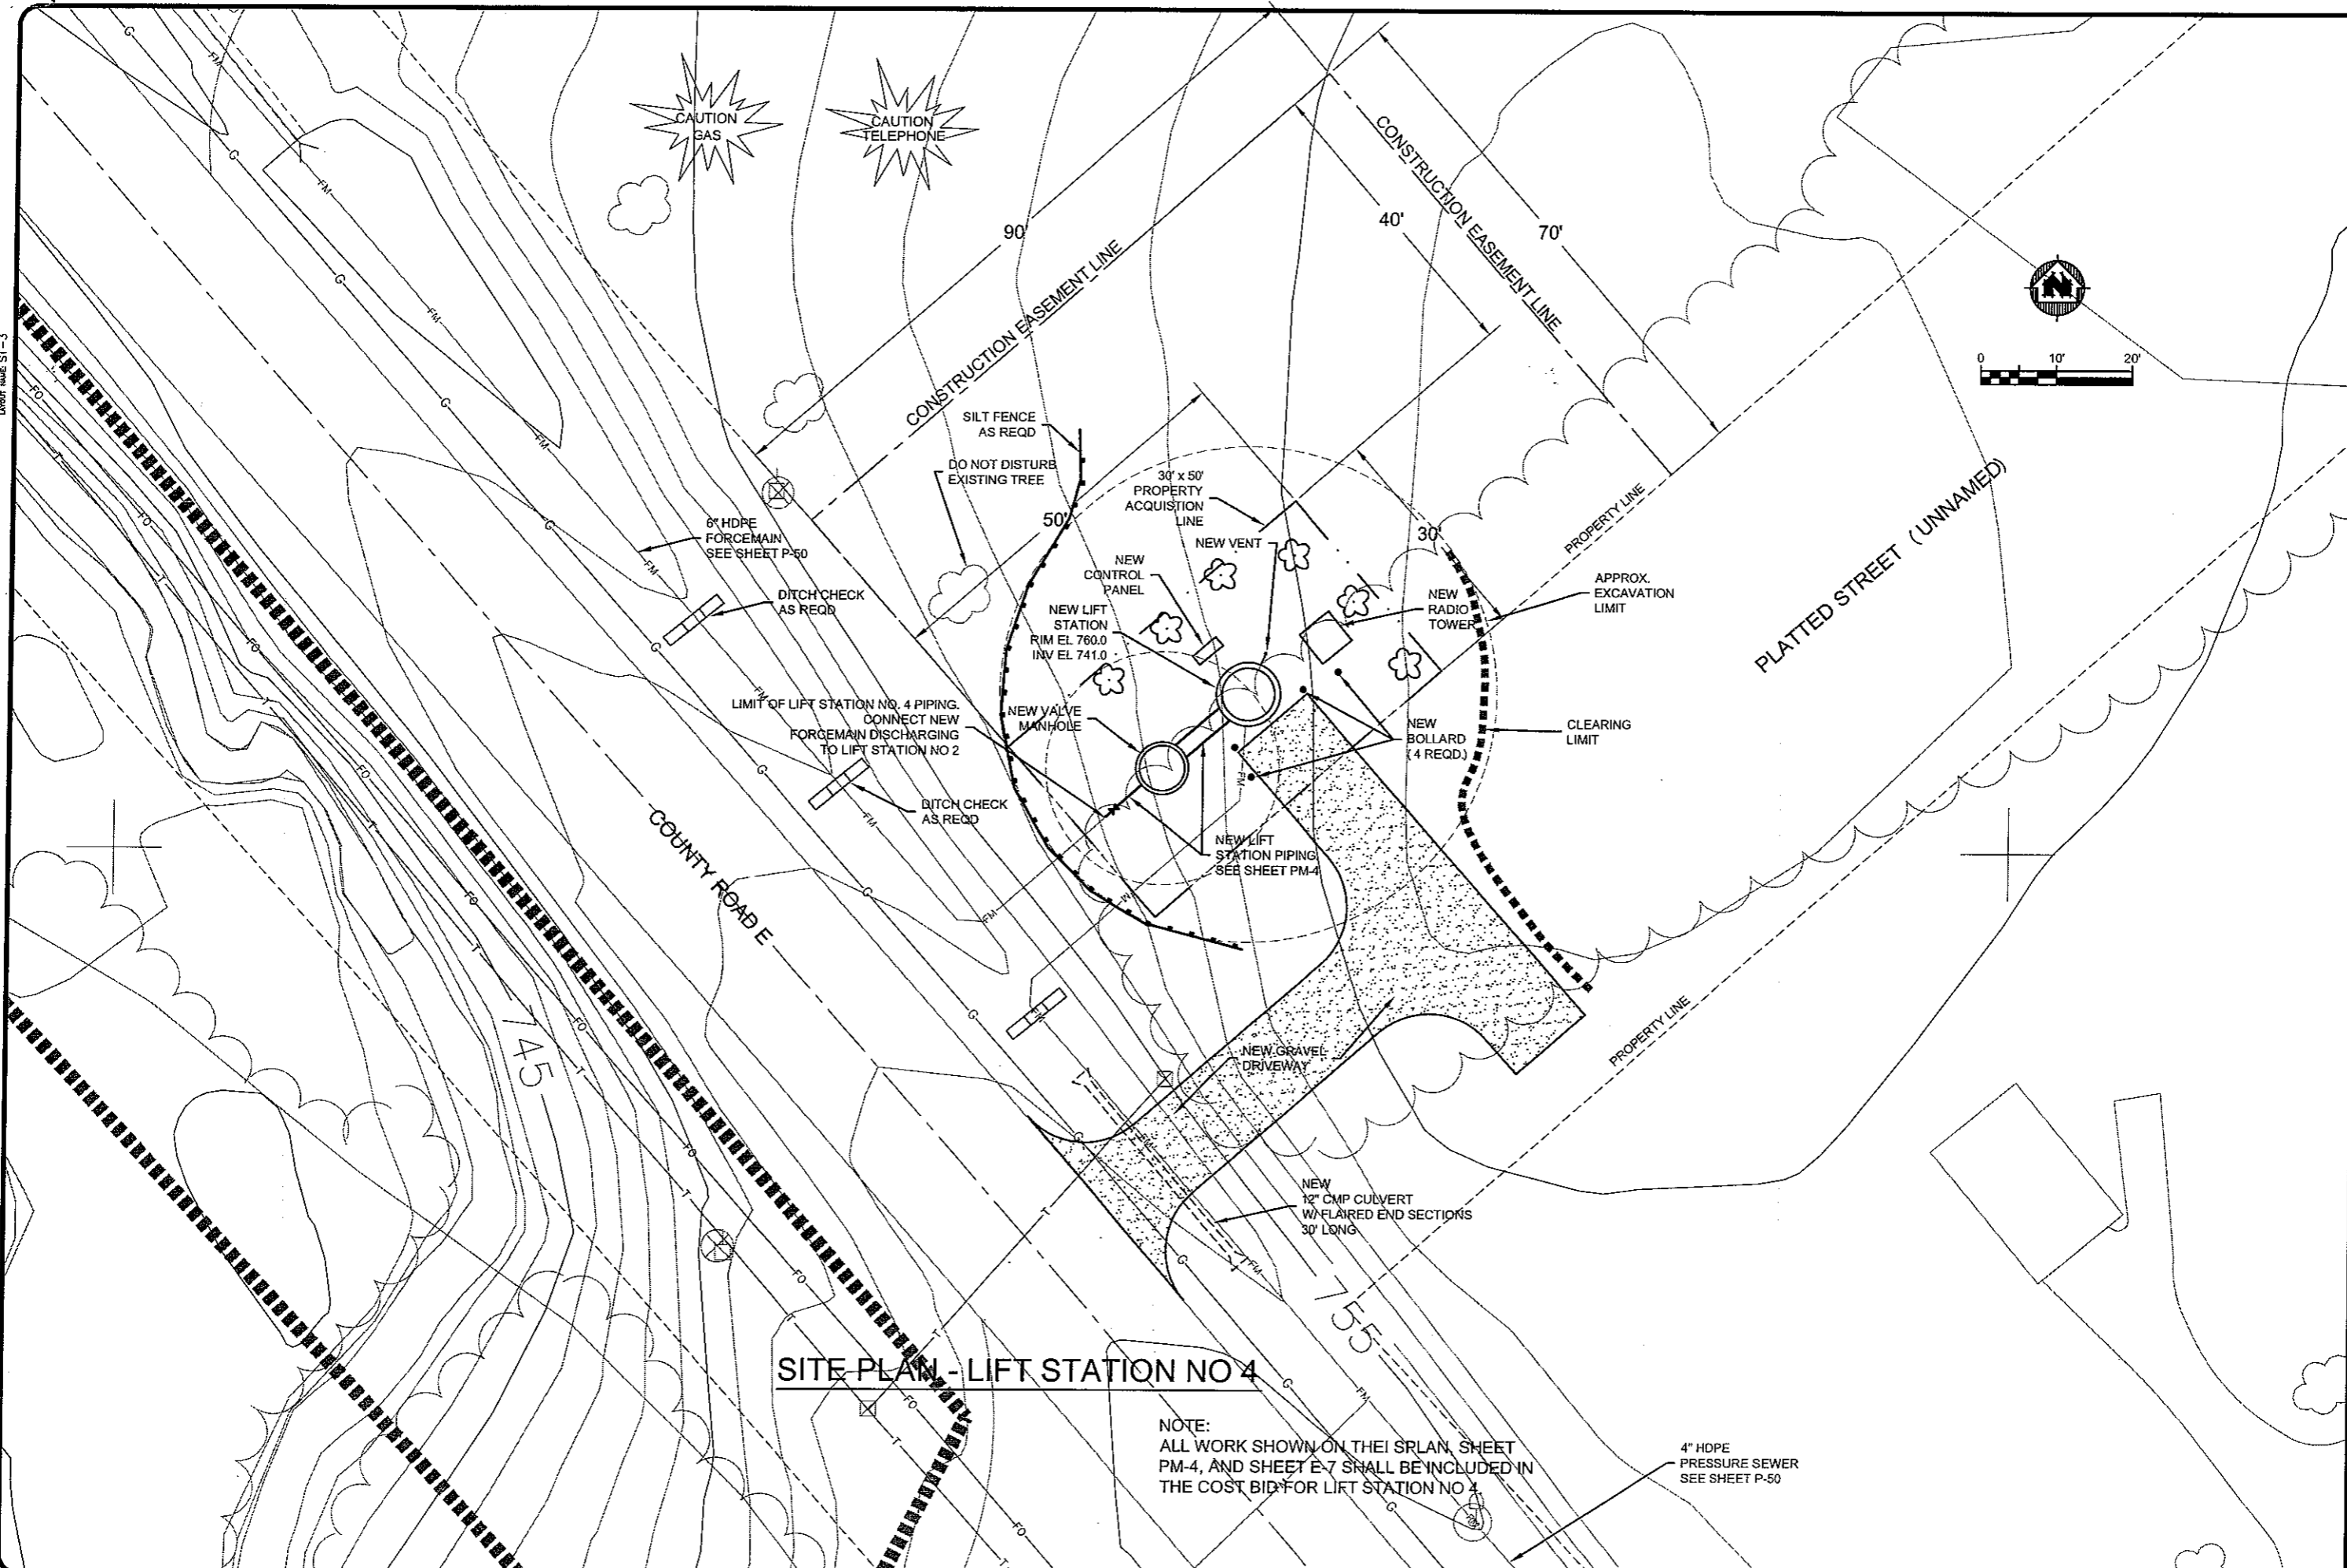 LAYOUT NAME: ST-3
CAUTION
GAS
CAUTION
TELEPHONE
90'
40'
70'
CONSTRUCTION EASEMENT LINE
CONSTRUCTION EASEMENT LINE
N
0 10' 20'
SILT FENCE
AS REQD
DO NOT DISTURB
EXISTING TREE
30' x 50'
PROPERTY
ACQUISTION
LINE
50'
30'
NEW VENT
NEW
CONTROL
PANEL
PROPERTY LINE
PLATTED STREET (UNNAMED)
6" HDPE
FORCEMAIN
SEE SHEET P-50
DITCH CHECK
AS REQD
NEW LIFT
STATION
RIM EL 760.0
INV EL 741.0
NEW
RADIO
TOWER
APPROX.
EXCAVATION
LIMIT
LIMIT OF LIFT STATION NO. 4 PIPING.
CONNECT NEW
FORCEMAIN DISCHARGING
TO LIFT STATION NO 2
NEW VALVE
MANHOLE
NEW
BOLLARD
(4 REQD.)
CLEARING
LIMIT
DITCH CHECK
AS REQD
COUNTY ROAD E
NEW LIFT
STATION PIPING
SEE SHEET PM-4
745
NEW GRAVEL
DRIVEWAY
PROPERTY LINE
NEW
12" CMP CULVERT
W/ FLAIRED END SECTIONS
30' LONG
755
SITE PLAN - LIFT STATION NO 4
NOTE:
ALL WORK SHOWN ON THEI SPLAN, SHEET
PM-4, AND SHEET E-7 SHALL BE INCLUDED IN
THE COST BID FOR LIFT STATION NO 4.
4" HDPE
PRESSURE SEWER
SEE SHEET P-50